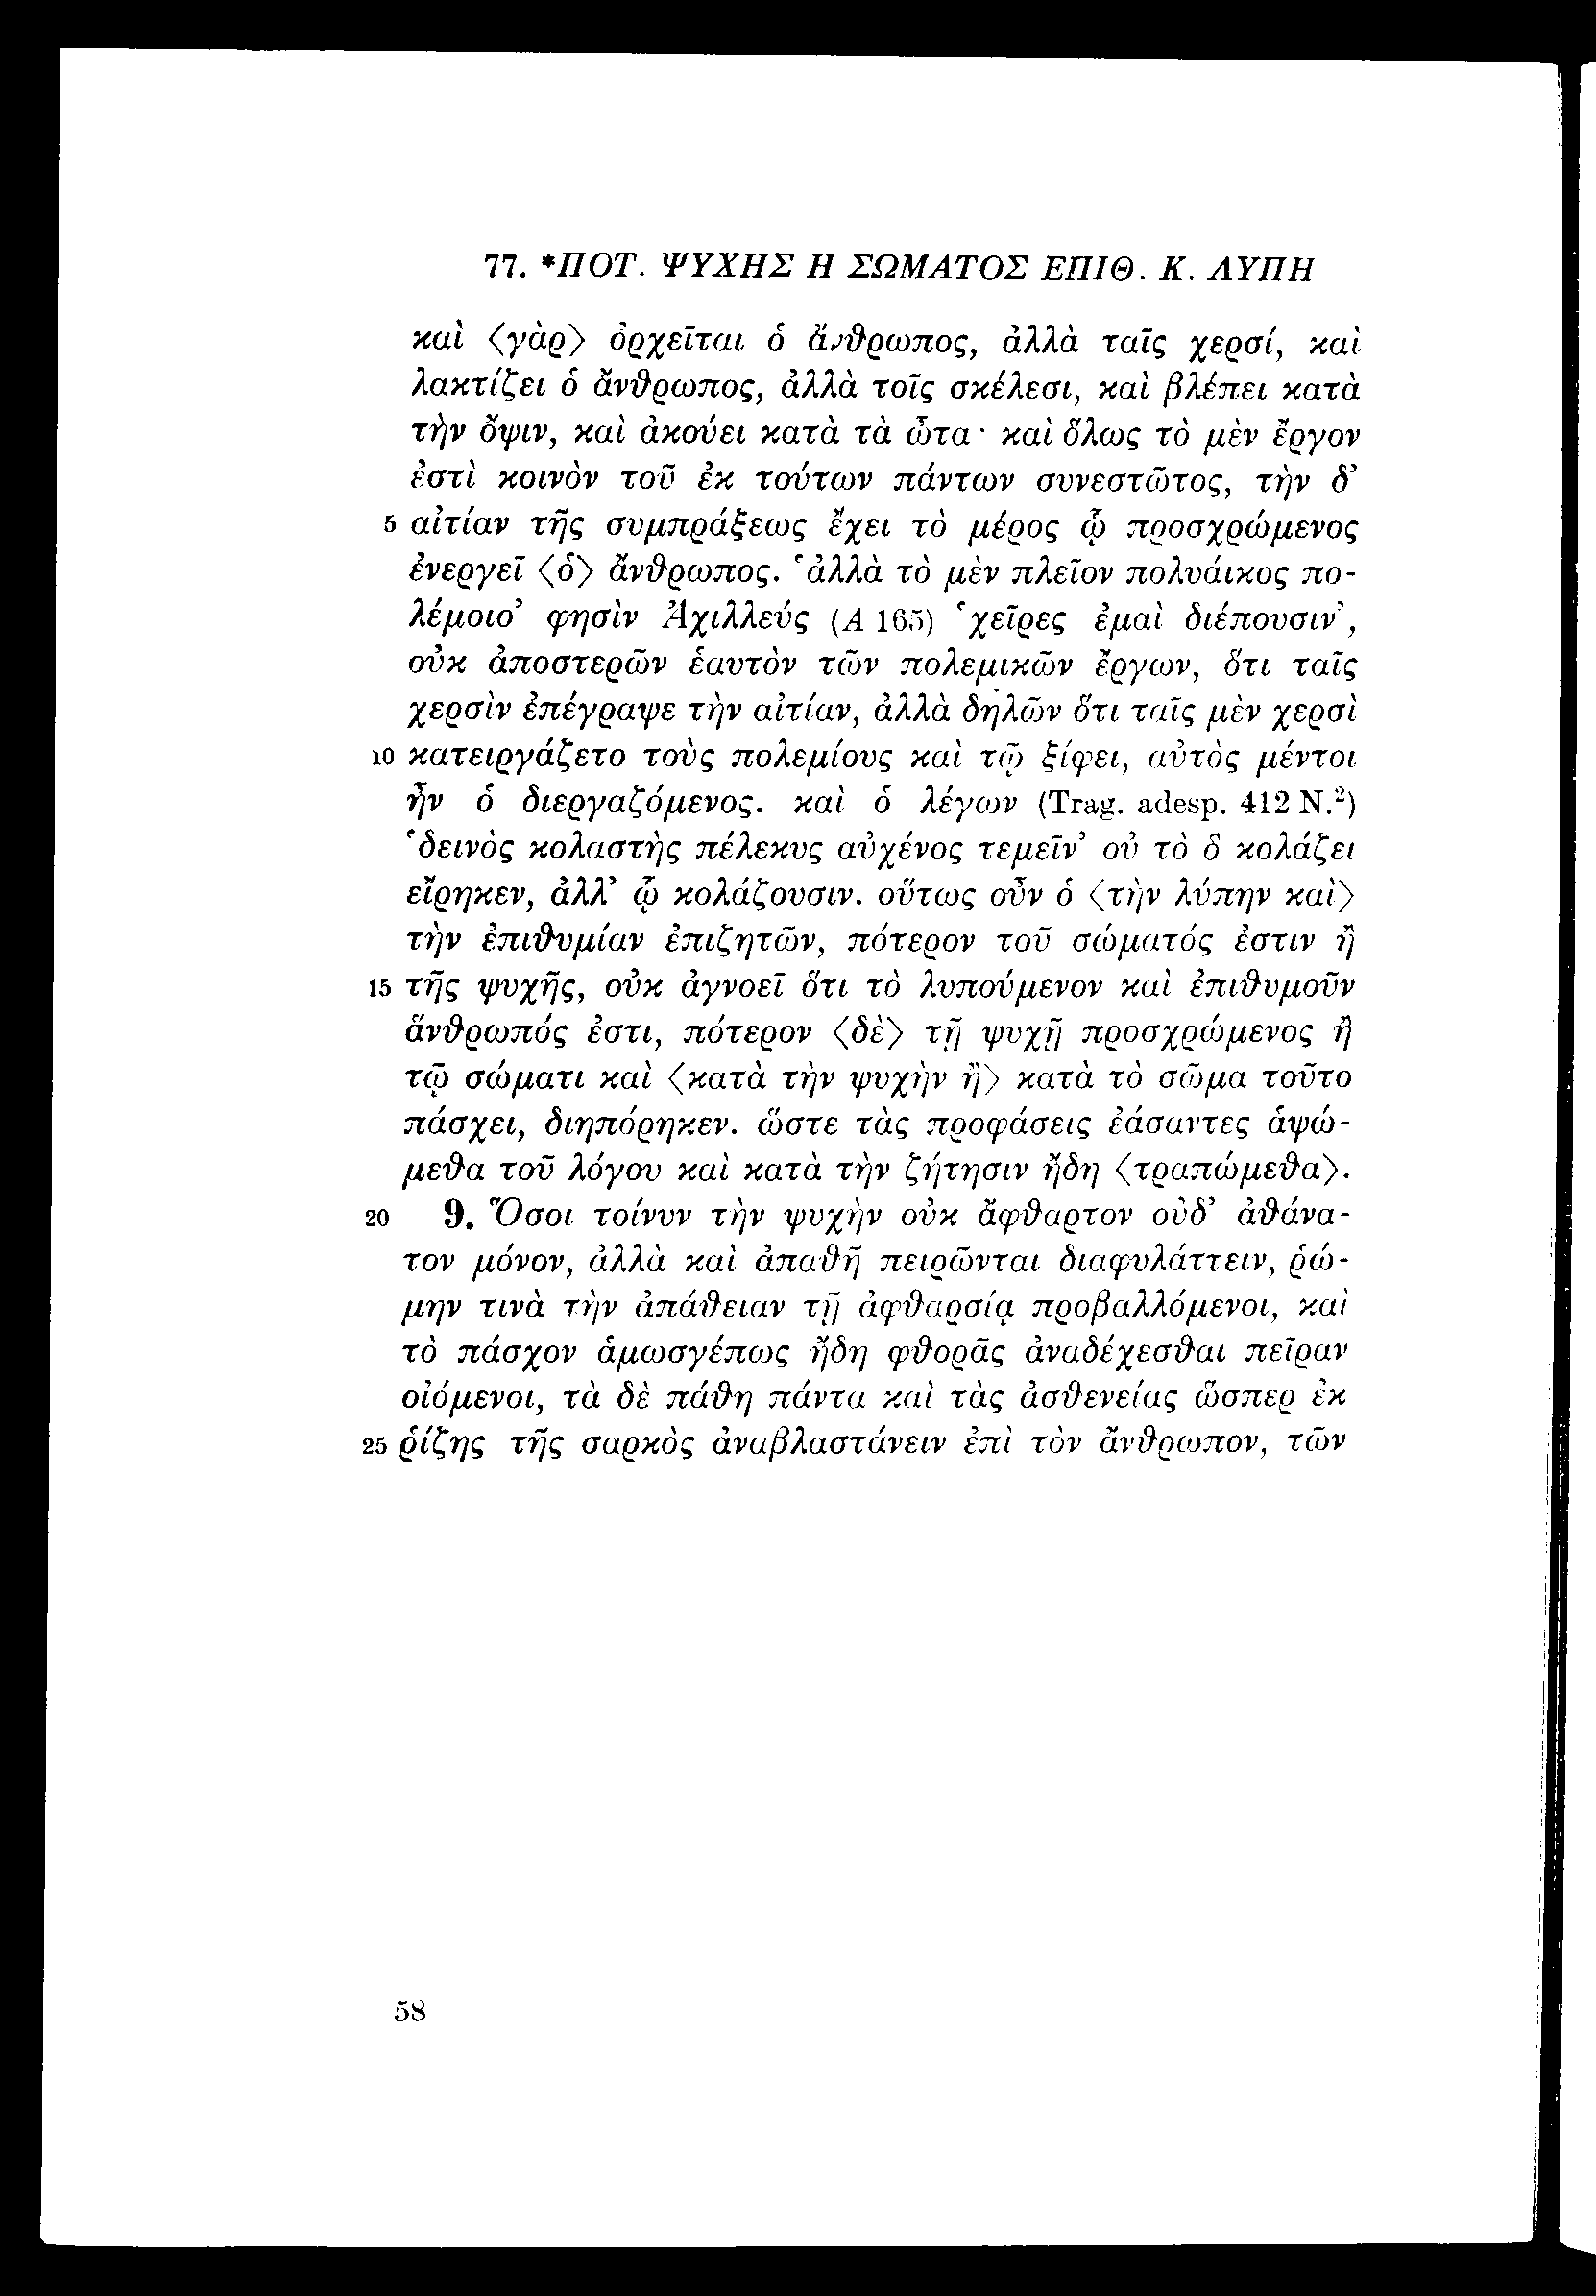 77. *ΠΟΤ. ΨΥΧΗΣ Η ΣΩΜΑΤΟΣ ΕΠΙΘ. Κ. ΛΥΠΗ
καὶ ⟨γὰρ⟩ ὀρχεῖται ὁ ἄνθρωπος, ἀλλὰ ταῖς χερσί, καὶ
λακτίζει ὁ ἄνθρωπος, ἀλλὰ τοῖς σκέλεσι, καὶ βλέπει κατὰ
τὴν ὄψιν, καὶ ἀκούει κατὰ τὰ ὦτα· καὶ ὅλως τὸ μὲν ἔργον
ἐστὶ κοινὸν τοῦ ἐκ τούτων πάντων συνεστῶτος, τὴν δ’
5 αἰτίαν τῆς συμπράξεως ἔχει τὸ μέρος ᾧ προσχρώμενος
ἐνεργεῖ ⟨ὁ⟩ ἄνθρωπος. ‘ἀλλὰ τὸ μὲν πλεῖον πολυάικος πο-
λέμοιο’ φησὶν Ἀχιλλεύς (Α 165) ‘χεῖρες ἐμαὶ διέπουσιν’,
οὐκ ἀποστερῶν ἑαυτὸν τῶν πολεμικῶν ἔργων, ὅτι ταῖς
χερσὶν ἐπέγραψε τὴν αἰτίαν, ἀλλὰ δηλῶν ὅτι ταῖς μὲν χερσὶ
10 κατειργάζετο τοὺς πολεμίους καὶ τῷ ξίφει, αὐτὸς μέντοι
ἦν ὁ διεργαζόμενος. καὶ ὁ λέγων (Trag. adesp. 412 N.²)
‘δεινὸς κολαστὴς πέλεκυς αὐχένος τεμεῖν’ οὐ τὸ ὃ κολάζει
εἴρηκεν, ἀλλ’ ᾧ κολάζουσιν. οὕτως οὖν ὁ ⟨τὴν λύπην καὶ⟩
τὴν ἐπιθυμίαν ἐπιζητῶν, πότερον τοῦ σώματός ἐστιν ἢ
15 τῆς ψυχῆς, οὐκ ἀγνοεῖ ὅτι τὸ λυπούμενον καὶ ἐπιθυμοῦν
ἄνθρωπός ἐστι, πότερον ⟨δὲ⟩ τῇ ψυχῇ προσχρώμενος ἢ
τῷ σώματι καὶ ⟨κατὰ τὴν ψυχὴν ἢ⟩ κατὰ τὸ σῶμα τοῦτο
πάσχει, διηπόρηκεν. ὥστε τὰς προφάσεις ἐάσαντες ἁψώ-
μεθα τοῦ λόγου καὶ κατὰ τὴν ζήτησιν ἤδη ⟨τραπώμεθα⟩.
20 9. Ὅσοι τοίνυν τὴν ψυχὴν οὐκ ἄφθαρτον οὐδ’ ἀθάνα-
τον μόνον, ἀλλὰ καὶ ἀπαθῆ πειρῶνται διαφυλάττειν, ῥώ-
μην τινὰ τὴν ἀπάθειαν τῇ ἀφθαρσίᾳ προβαλλόμενοι, καὶ
τὸ πάσχον ἁμωσγέπως ἤδη φθορᾶς ἀναδέχεσθαι πεῖραν
οἰόμενοι, τὰ δὲ πάθη πάντα καὶ τὰς ἀσθενείας ὥσπερ ἐκ
25 ῥίζης τῆς σαρκὸς ἀναβλαστάνειν ἐπὶ τὸν ἄνθρωπον, τῶν
58